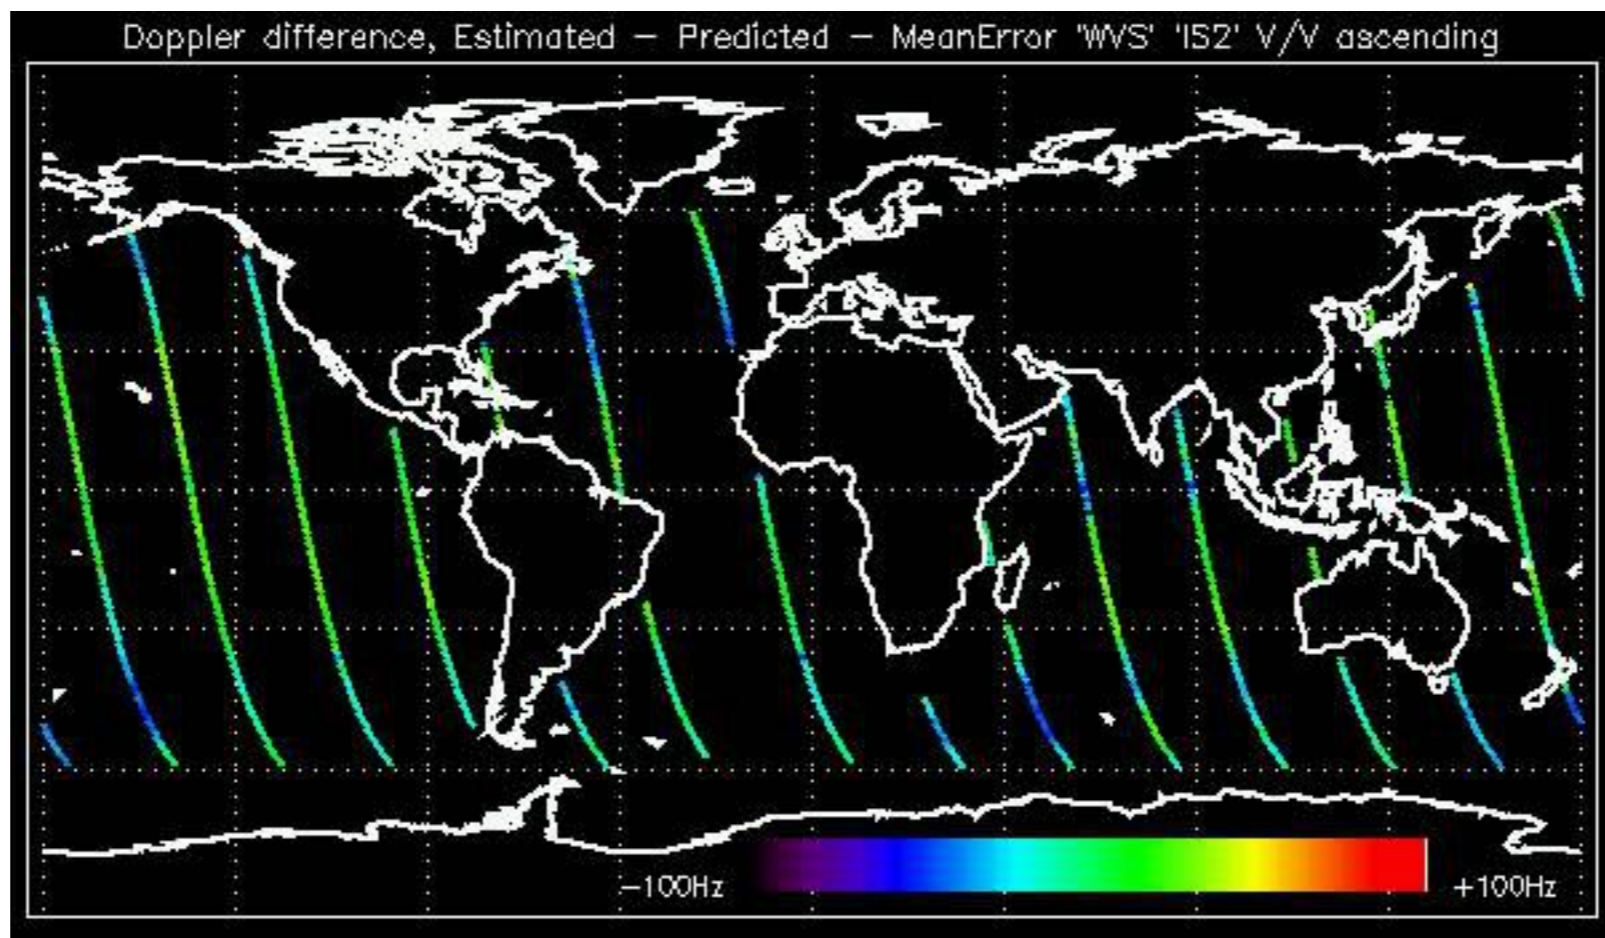 Doppler difference, Estimated – Predicted – MeanError 'WVS' 'IS2' V/V ascending
−100Hz +100Hz